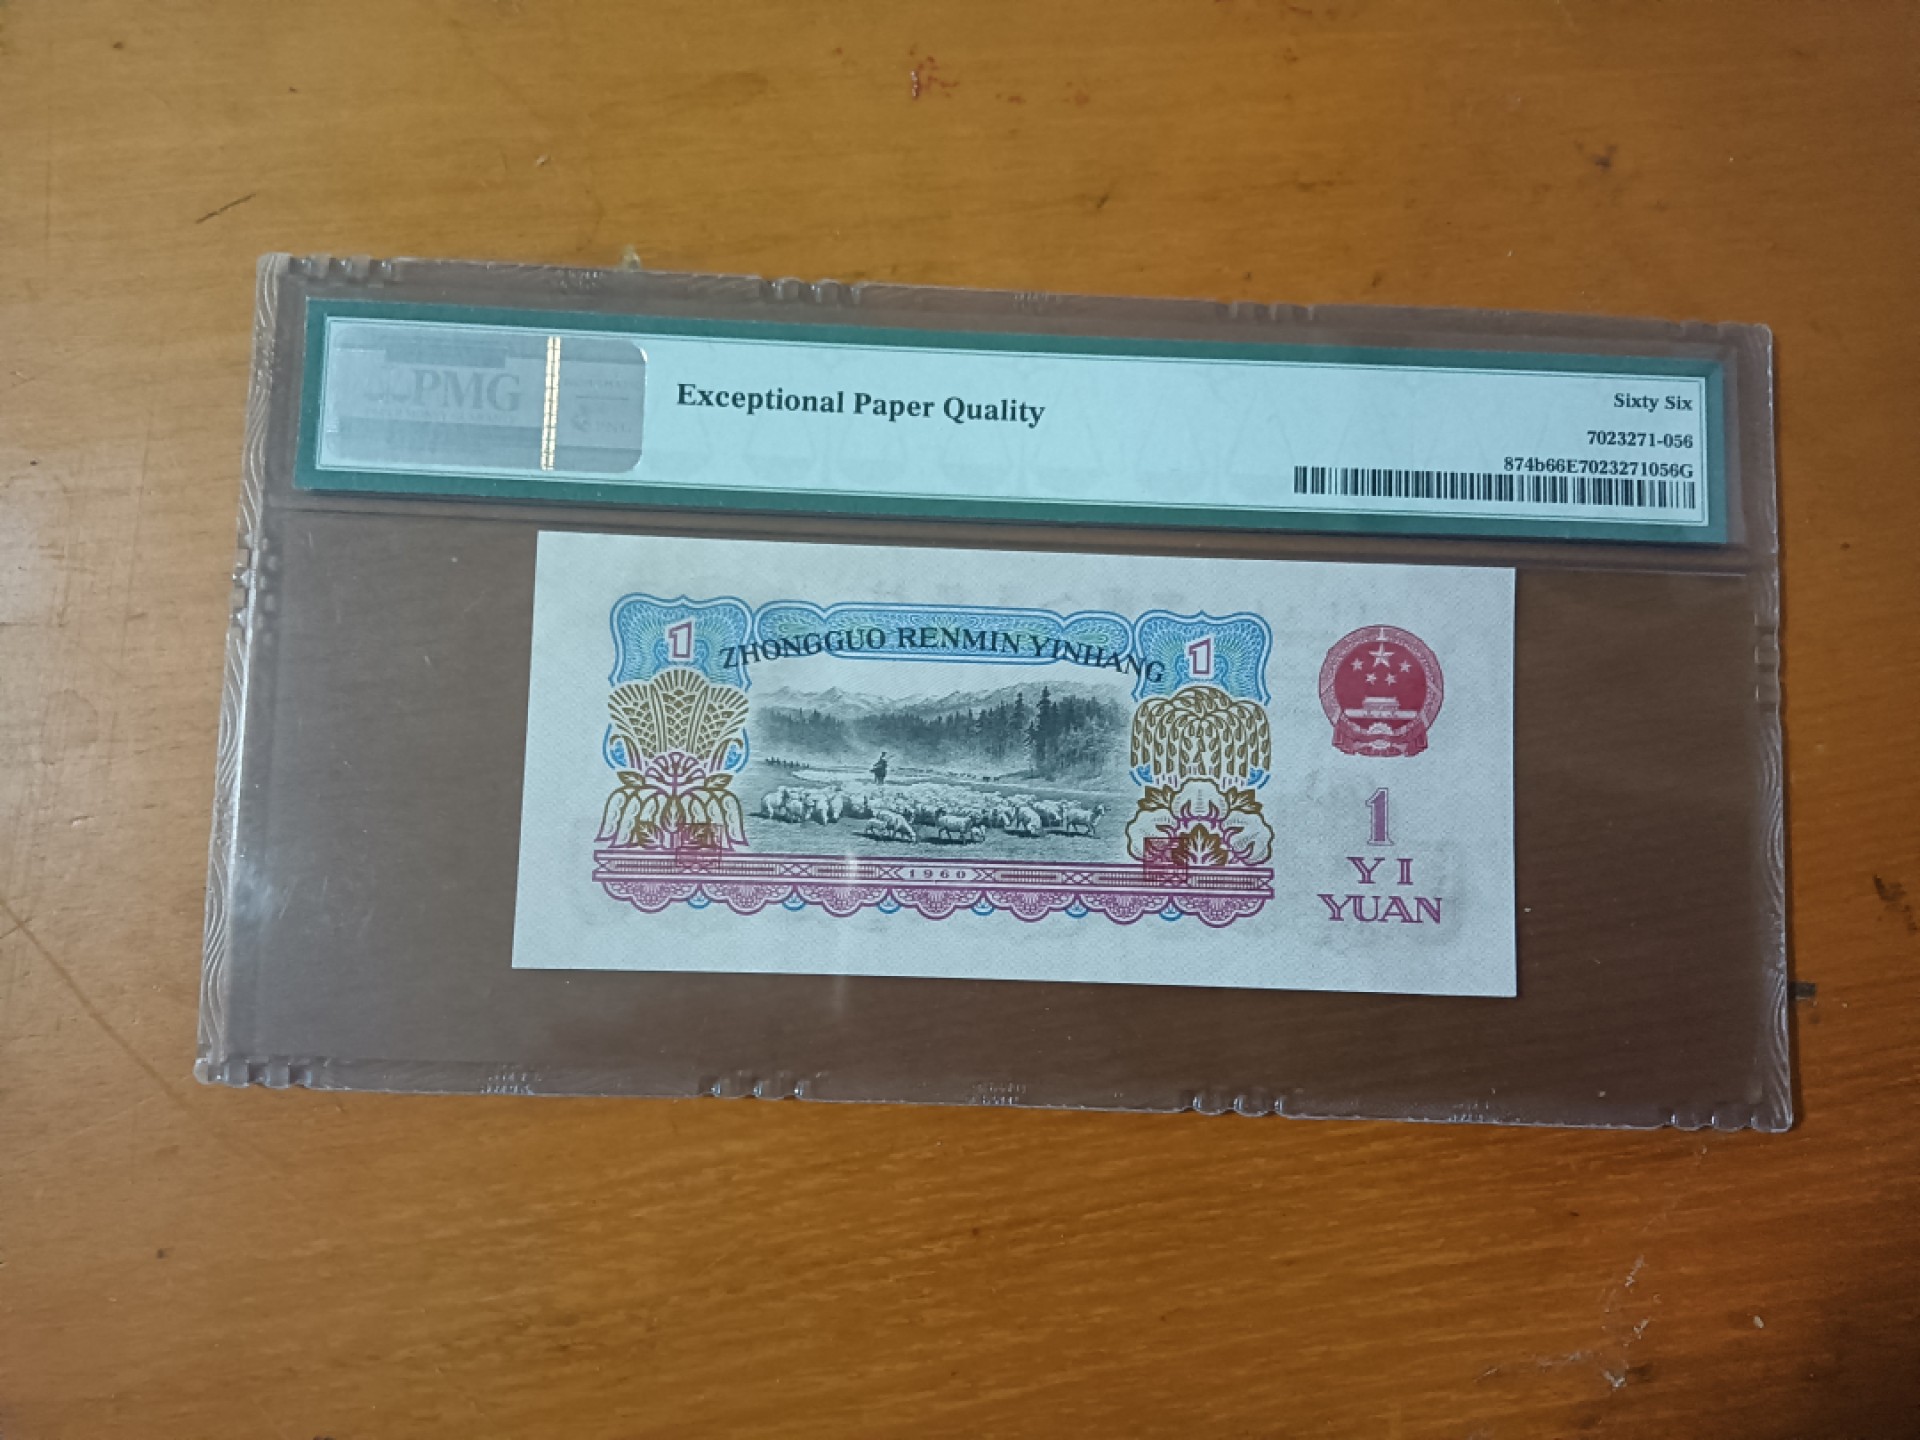 PMG
Exceptional Paper Quality
Sixty Six
7023271-056
874b66E7023271056G
1
ZHONGGUO RENMIN YINHANG
1
1960
1
YI
YUAN